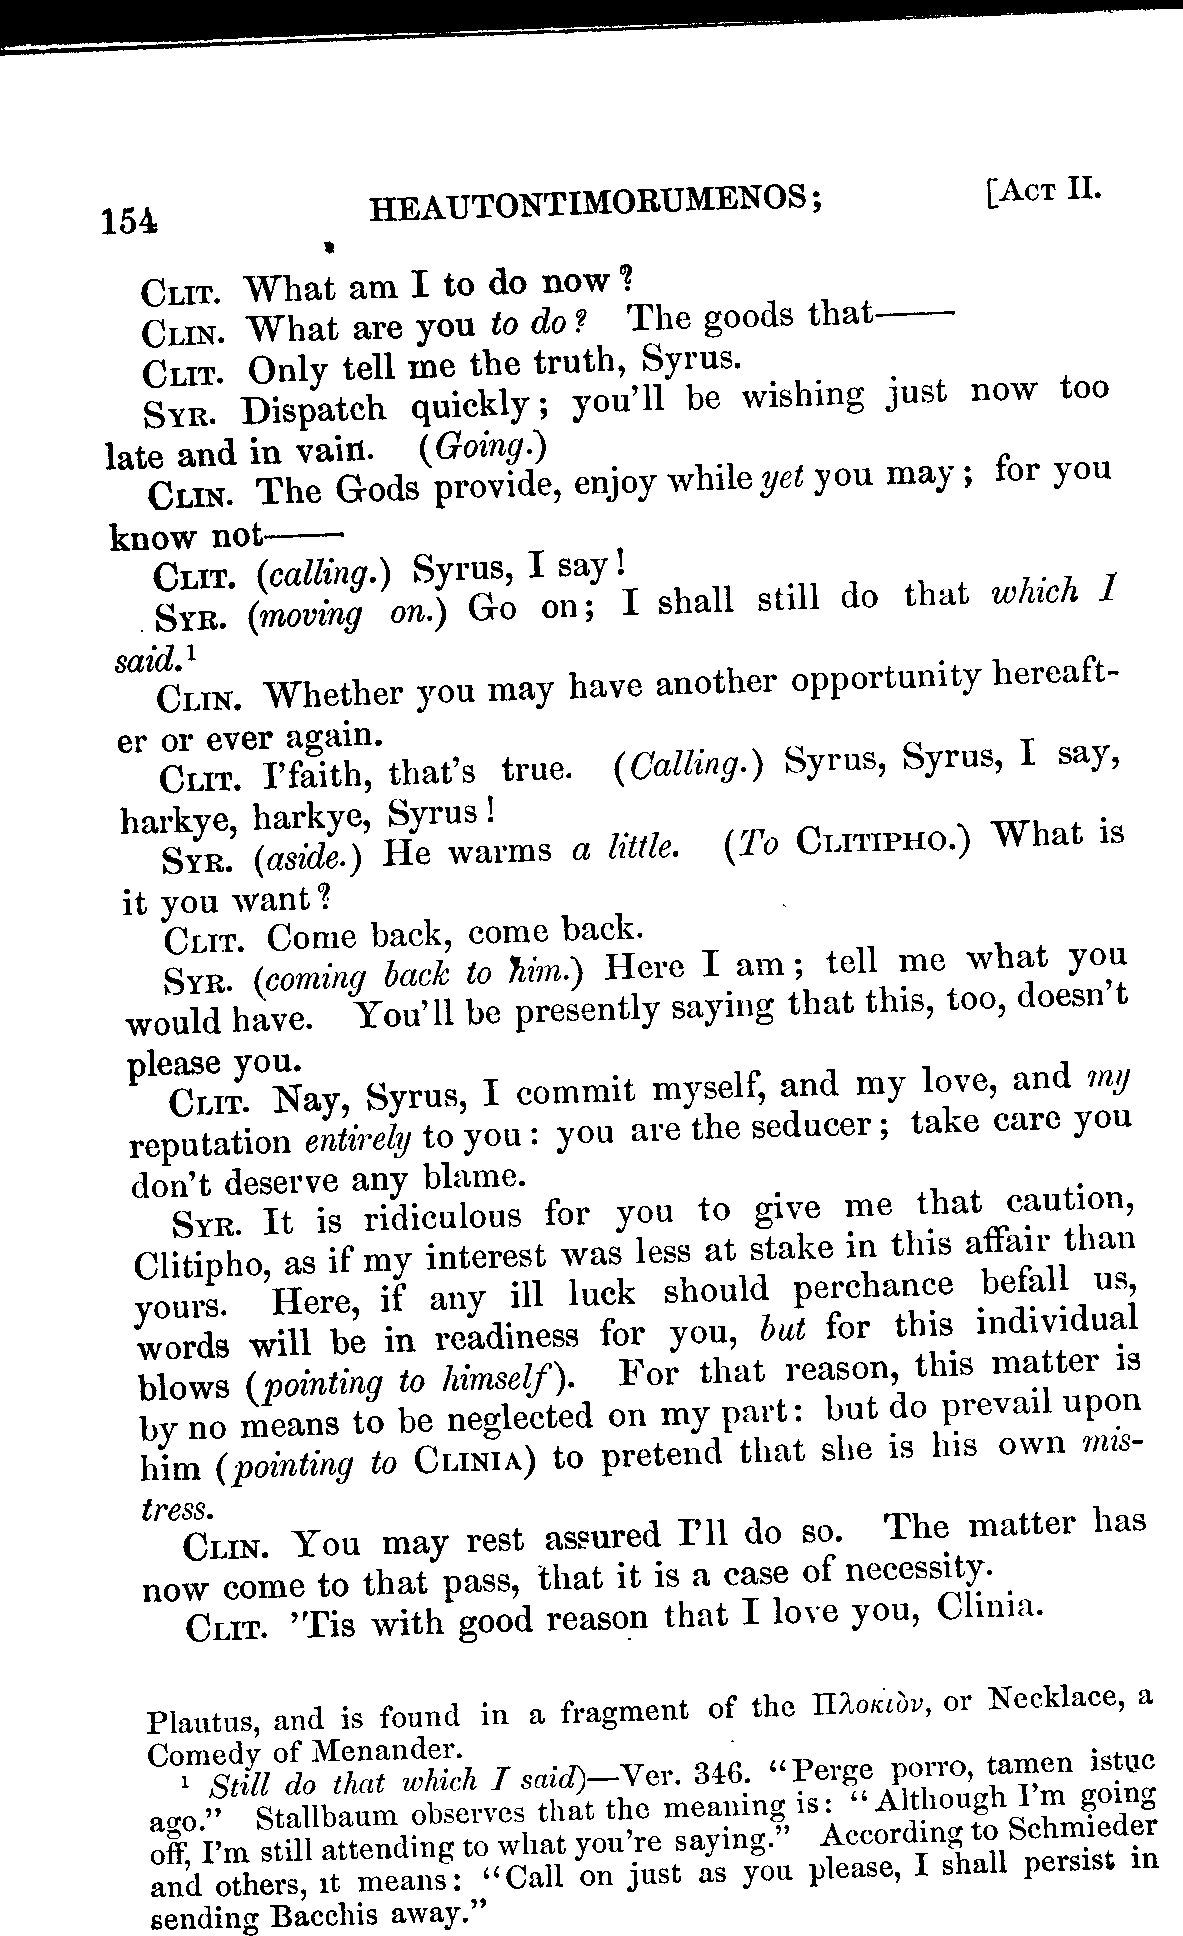 154 HEAUTONTIMORUMENOS; [ACT II.
CLIT. What am I to do now?
CLIN. What are you to do? The goods that——
CLIT. Only tell me the truth, Syrus.
SYR. Dispatch quickly; you'll be wishing just now too
late and in vain. (Going.)
CLIN. The Gods provide, enjoy while yet you may; for you
know not——
CLIT. (calling.) Syrus, I say!
SYR. (moving on.) Go on; I shall still do that which I
said.¹
CLIN. Whether you may have another opportunity hereaft-
er or ever again.
CLIT. I'faith, that's true. (Calling.) Syrus, Syrus, I say,
harkye, harkye, Syrus!
SYR. (aside.) He warms a little. (To CLITIPHO.) What is
it you want?
CLIT. Come back, come back.
SYR. (coming back to him.) Here I am; tell me what you
would have. You'll be presently saying that this, too, doesn't
please you.
CLIT. Nay, Syrus, I commit myself, and my love, and my
reputation entirely to you: you are the seducer; take care you
don't deserve any blame.
SYR. It is ridiculous for you to give me that caution,
Clitipho, as if my interest was less at stake in this affair than
yours. Here, if any ill luck should perchance befall us,
words will be in readiness for you, but for this individual
blows (pointing to himself). For that reason, this matter is
by no means to be neglected on my part: but do prevail upon
him (pointing to CLINIA) to pretend that she is his own mis-
tress.
CLIN. You may rest assured I'll do so. The matter has
now come to that pass, that it is a case of necessity.
CLIT. 'Tis with good reason that I love you, Clinia.
Plautus, and is found in a fragment of the Πλοκιὸν, or Necklace, a
Comedy of Menander.
¹ Still do that which I said)—Ver. 346. "Perge porro, tamen istuc
ago." Stallbaum observes that the meaning is: "Although I'm going
off, I'm still attending to what you're saying." According to Schmieder
and others, it means: "Call on just as you please, I shall persist in
sending Bacchis away."